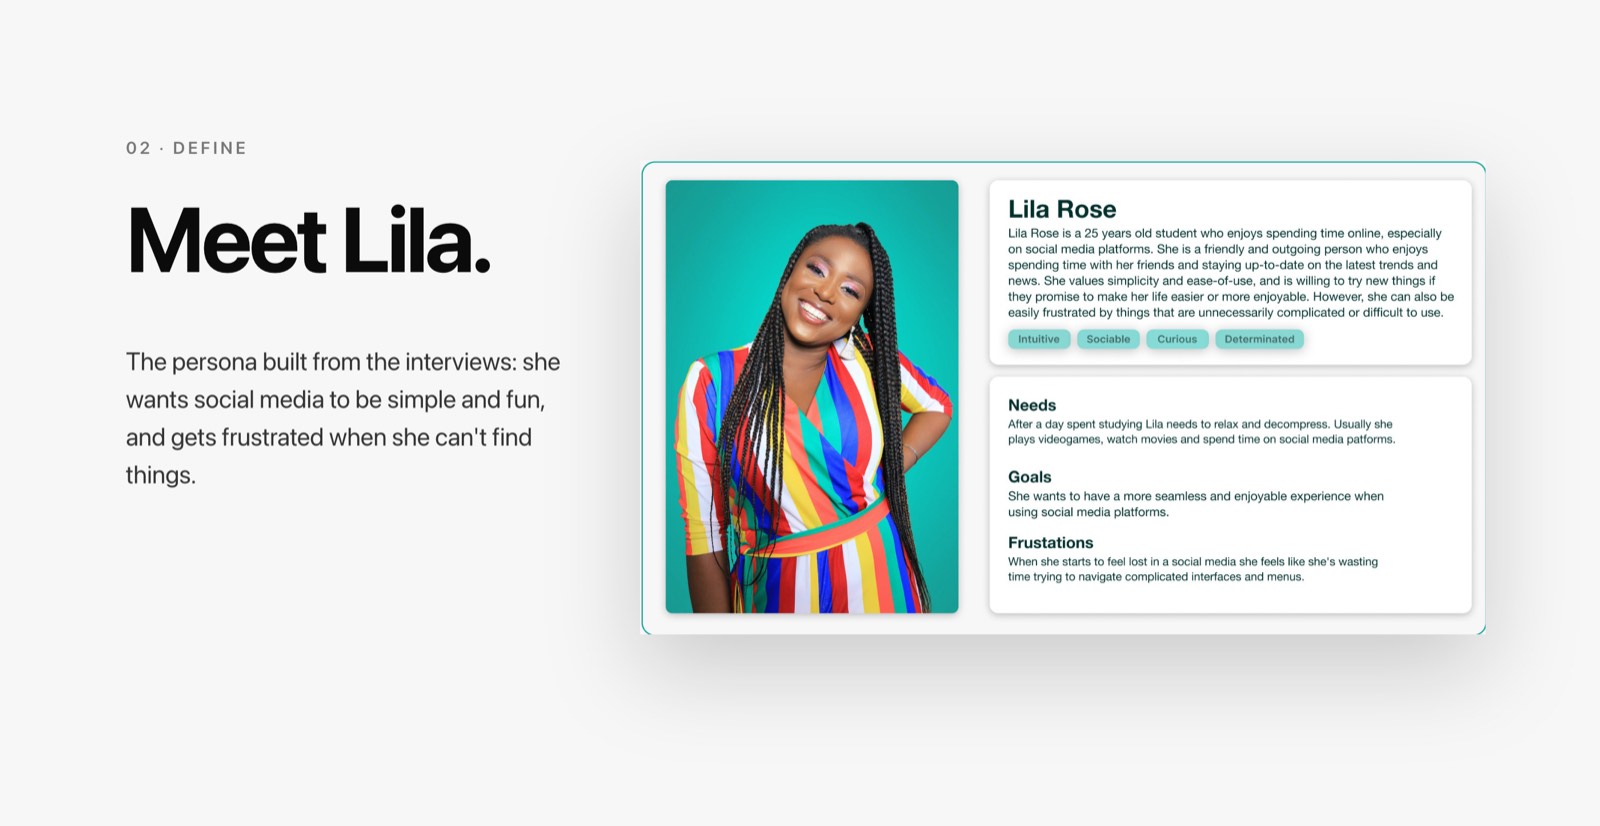 02 · DEFINE
Meet Lila.
The persona built from the interviews: she
wants social media to be simple and fun,
and gets frustrated when she can't find
things.
Lila Rose
Lila Rose is a 25 years old student who enjoys spending time online, especially
on social media platforms. She is a friendly and outgoing person who enjoys
spending time with her friends and staying up-to-date on the latest trends and
news. She values simplicity and ease-of-use, and is willing to try new things if
they promise to make her life easier or more enjoyable. However, she can also be
easily frustrated by things that are unnecessarily complicated or difficult to use.
Intuitive Sociable Curious Determinated
Needs
After a day spent studying Lila needs to relax and decompress. Usually she
plays videogames, watch movies and spend time on social media patforms.
Goals
She wants to have a more seamless and enjoyable experience when
using social media platforms.
Frustations
When she starts to feel lost in a social media she feels like she's wasting
time trying to navigate complicated interfaces and menus.